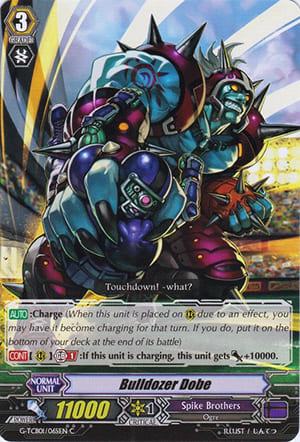 3
GRADE
Touchdown! -what?
AUTO :Charge (When this unit is placed on RC due to an effect, you
may have it become charging for that turn. If you do, put it on the
bottom of your deck at the end of its battle)
CONT [RC] GB 1 :If this unit is charging, this unit gets +10000.
NORMAL
UNIT
Bulldozer Dobe
POWER
11000
1
CRITICAL
Spike Brothers
Ogre
G-TCB01/065EN C
ILLUST /